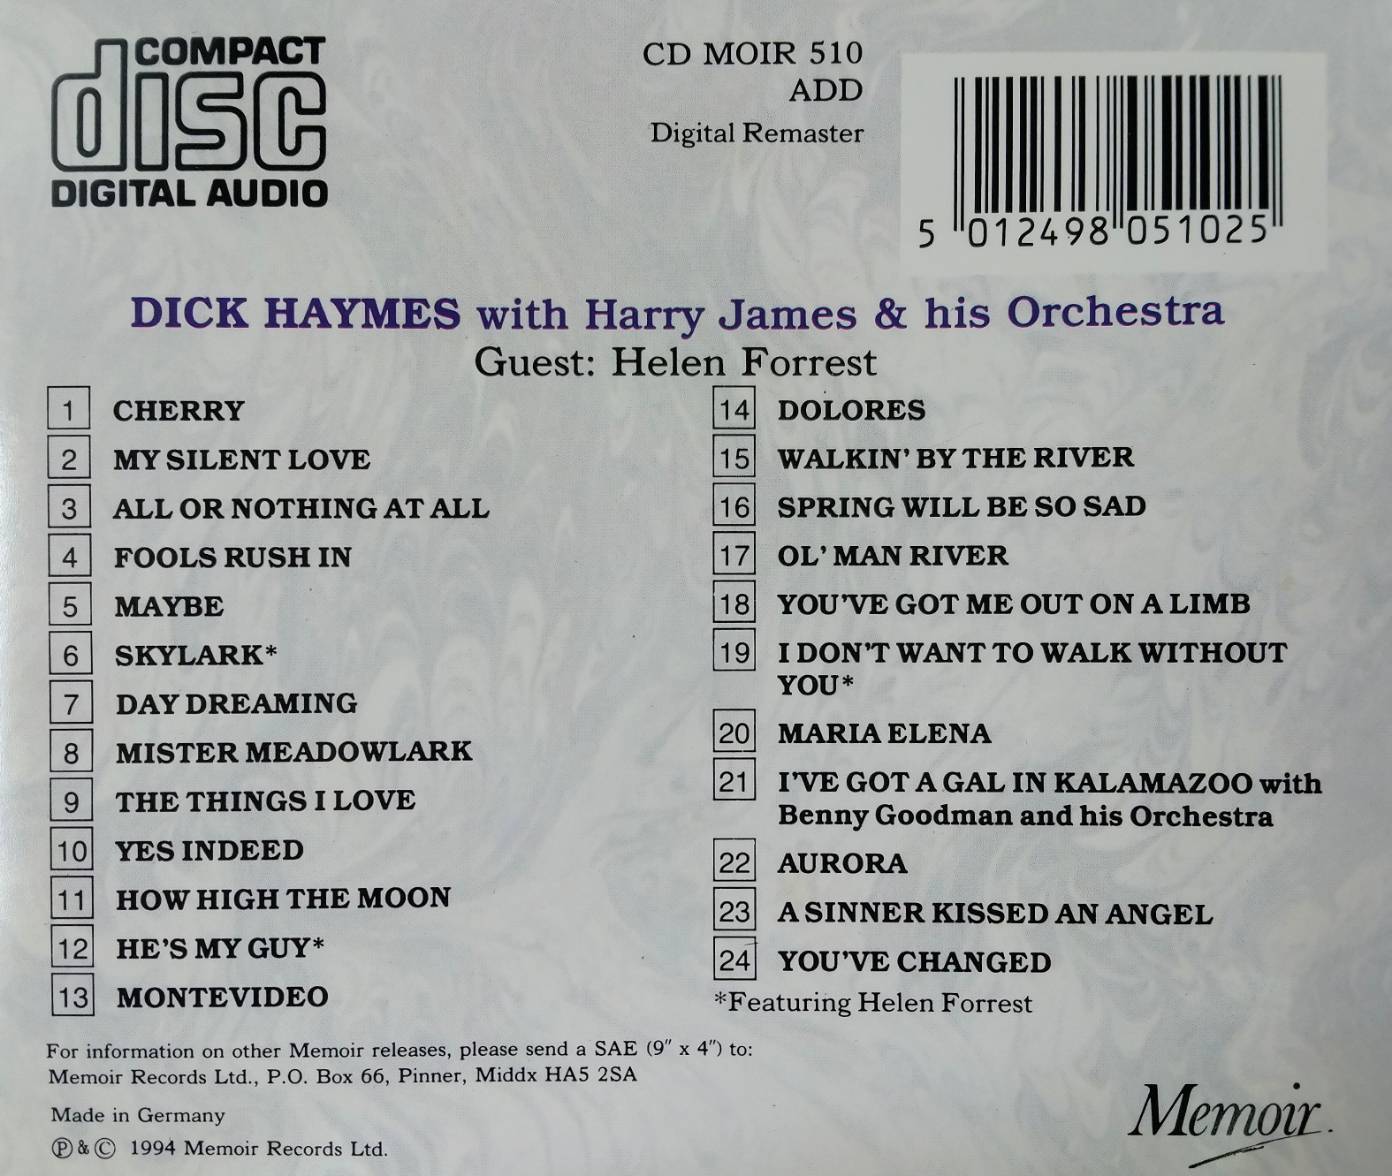 COMPACT
disc
DIGITAL AUDIO
CD MOIR 510
ADD
Digital Remaster
5 012498 051025
DICK HAYMES with Harry James & his Orchestra
Guest: Helen Forrest
1 CHERRY
2 MY SILENT LOVE
3 ALL OR NOTHING AT ALL
4 FOOLS RUSH IN
5 MAYBE
6 SKYLARK*
7 DAY DREAMING
8 MISTER MEADOWLARK
9 THE THINGS I LOVE
10 YES INDEED
11 HOW HIGH THE MOON
12 HE'S MY GUY*
13 MONTEVIDEO
14 DOLORES
15 WALKIN' BY THE RIVER
16 SPRING WILL BE SO SAD
17 OL' MAN RIVER
18 YOU'VE GOT ME OUT ON A LIMB
19 I DON'T WANT TO WALK WITHOUT
YOU*
20 MARIA ELENA
21 I'VE GOT A GAL IN KALAMAZOO with
Benny Goodman and his Orchestra
22 AURORA
23 A SINNER KISSED AN ANGEL
24 YOU'VE CHANGED
*Featuring Helen Forrest
For information on other Memoir releases, please send a SAE (9" x 4") to:
Memoir Records Ltd., P.O. Box 66, Pinner, Middx HA5 2SA
Made in Germany
℗ & © 1994 Memoir Records Ltd.
Memoir.